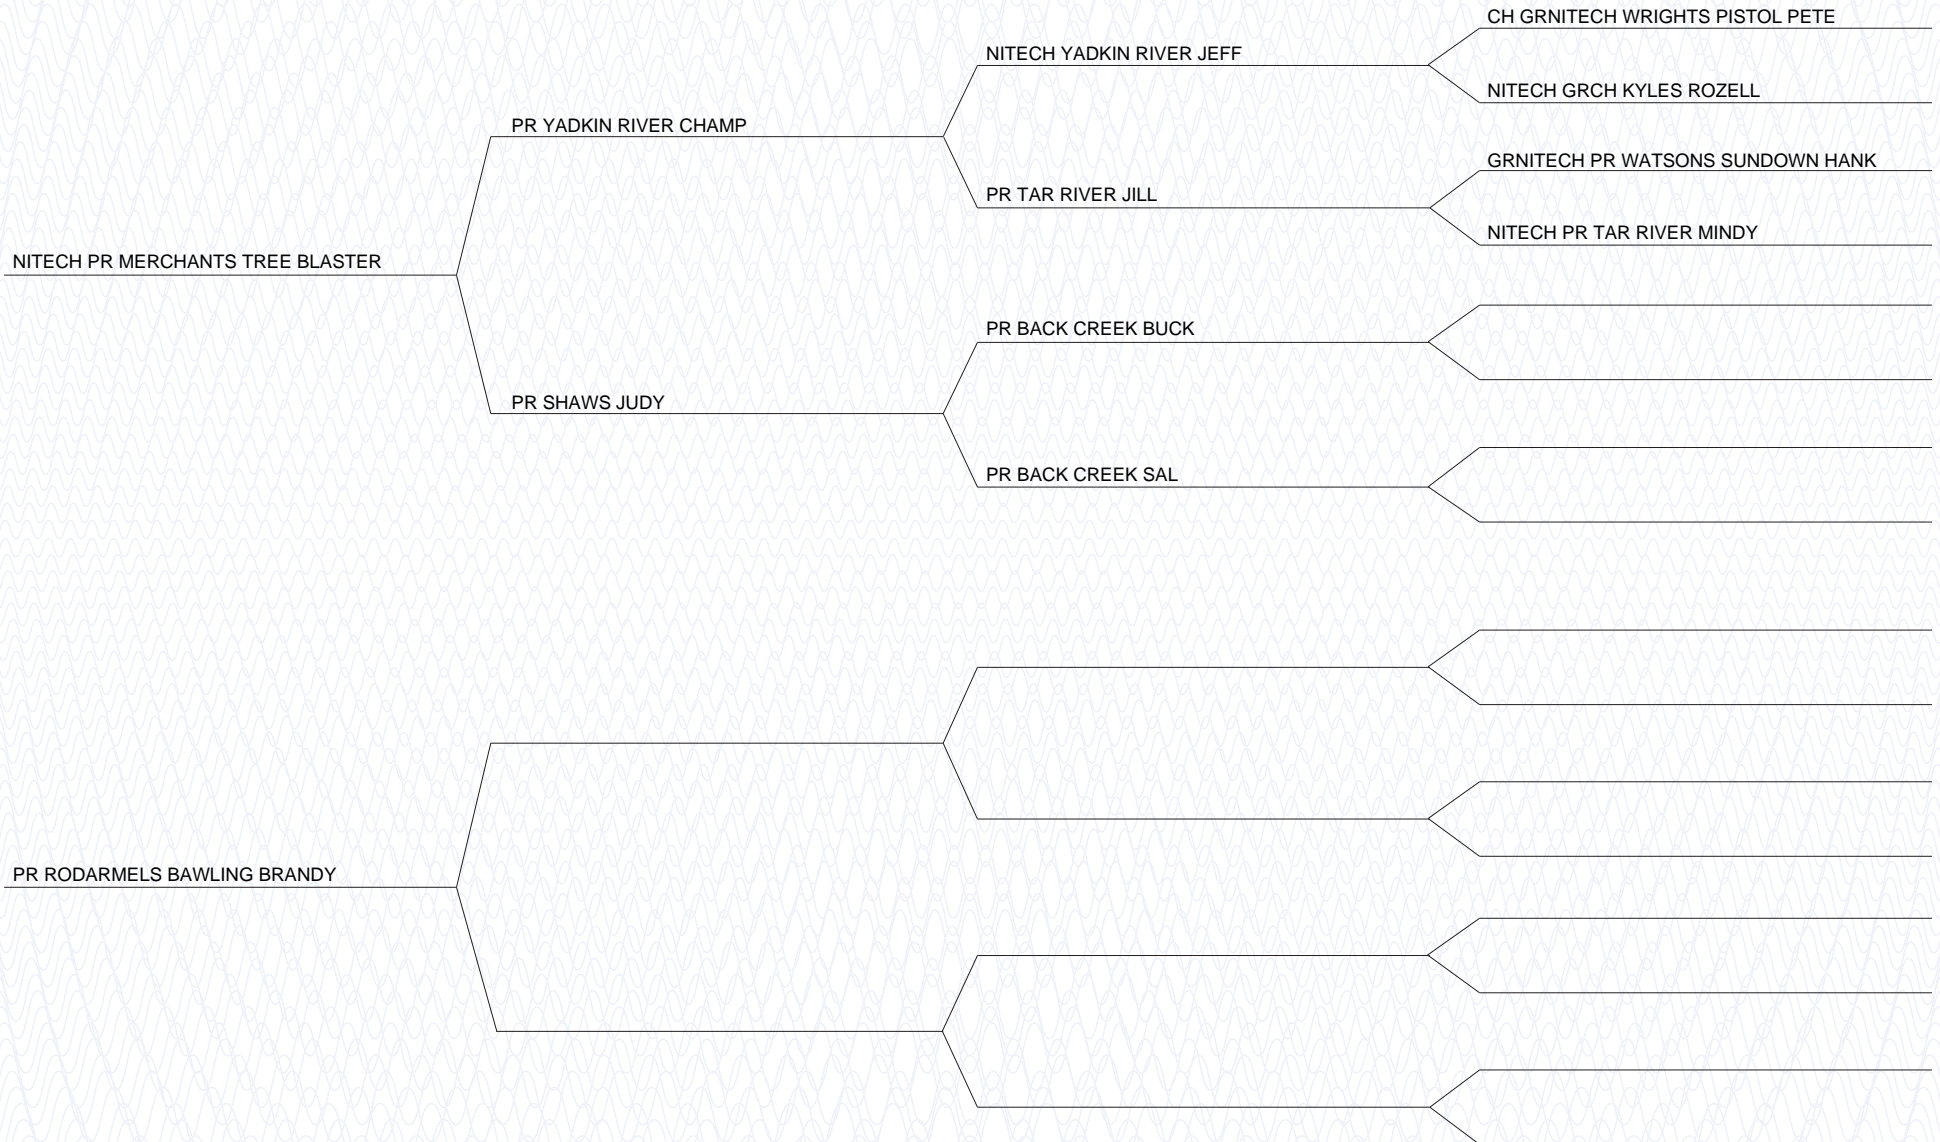 CH GRNITECH WRIGHTS PISTOL PETE
NITECH YADKIN RIVER JEFF
NITECH GRCH KYLES ROZELL
PR YADKIN RIVER CHAMP
GRNITECH PR WATSONS SUNDOWN HANK
PR TAR RIVER JILL
NITECH PR TAR RIVER MINDY
NITECH PR MERCHANTS TREE BLASTER
PR BACK CREEK BUCK
PR SHAWS JUDY
PR BACK CREEK SAL
PR RODARMELS BAWLING BRANDY